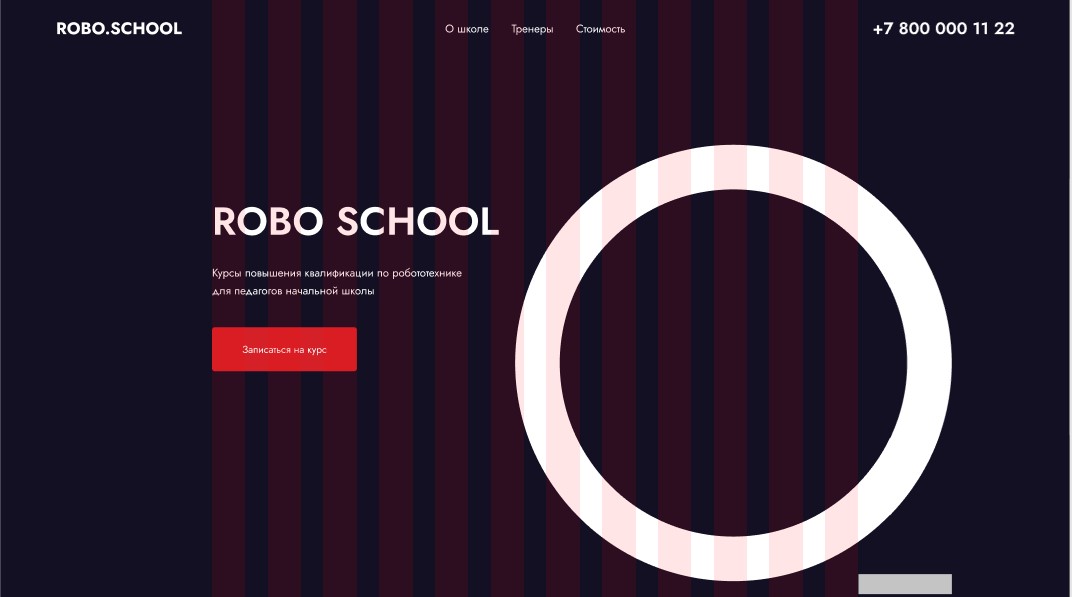 ROBO.SCHOOL
О школе
Тренеры
Стоимость
+7 800 000 11 22
ROBO SCHOOL
Курсы повышения квалификации по робототехнике
для педагогов начальной школы
Записаться на курс